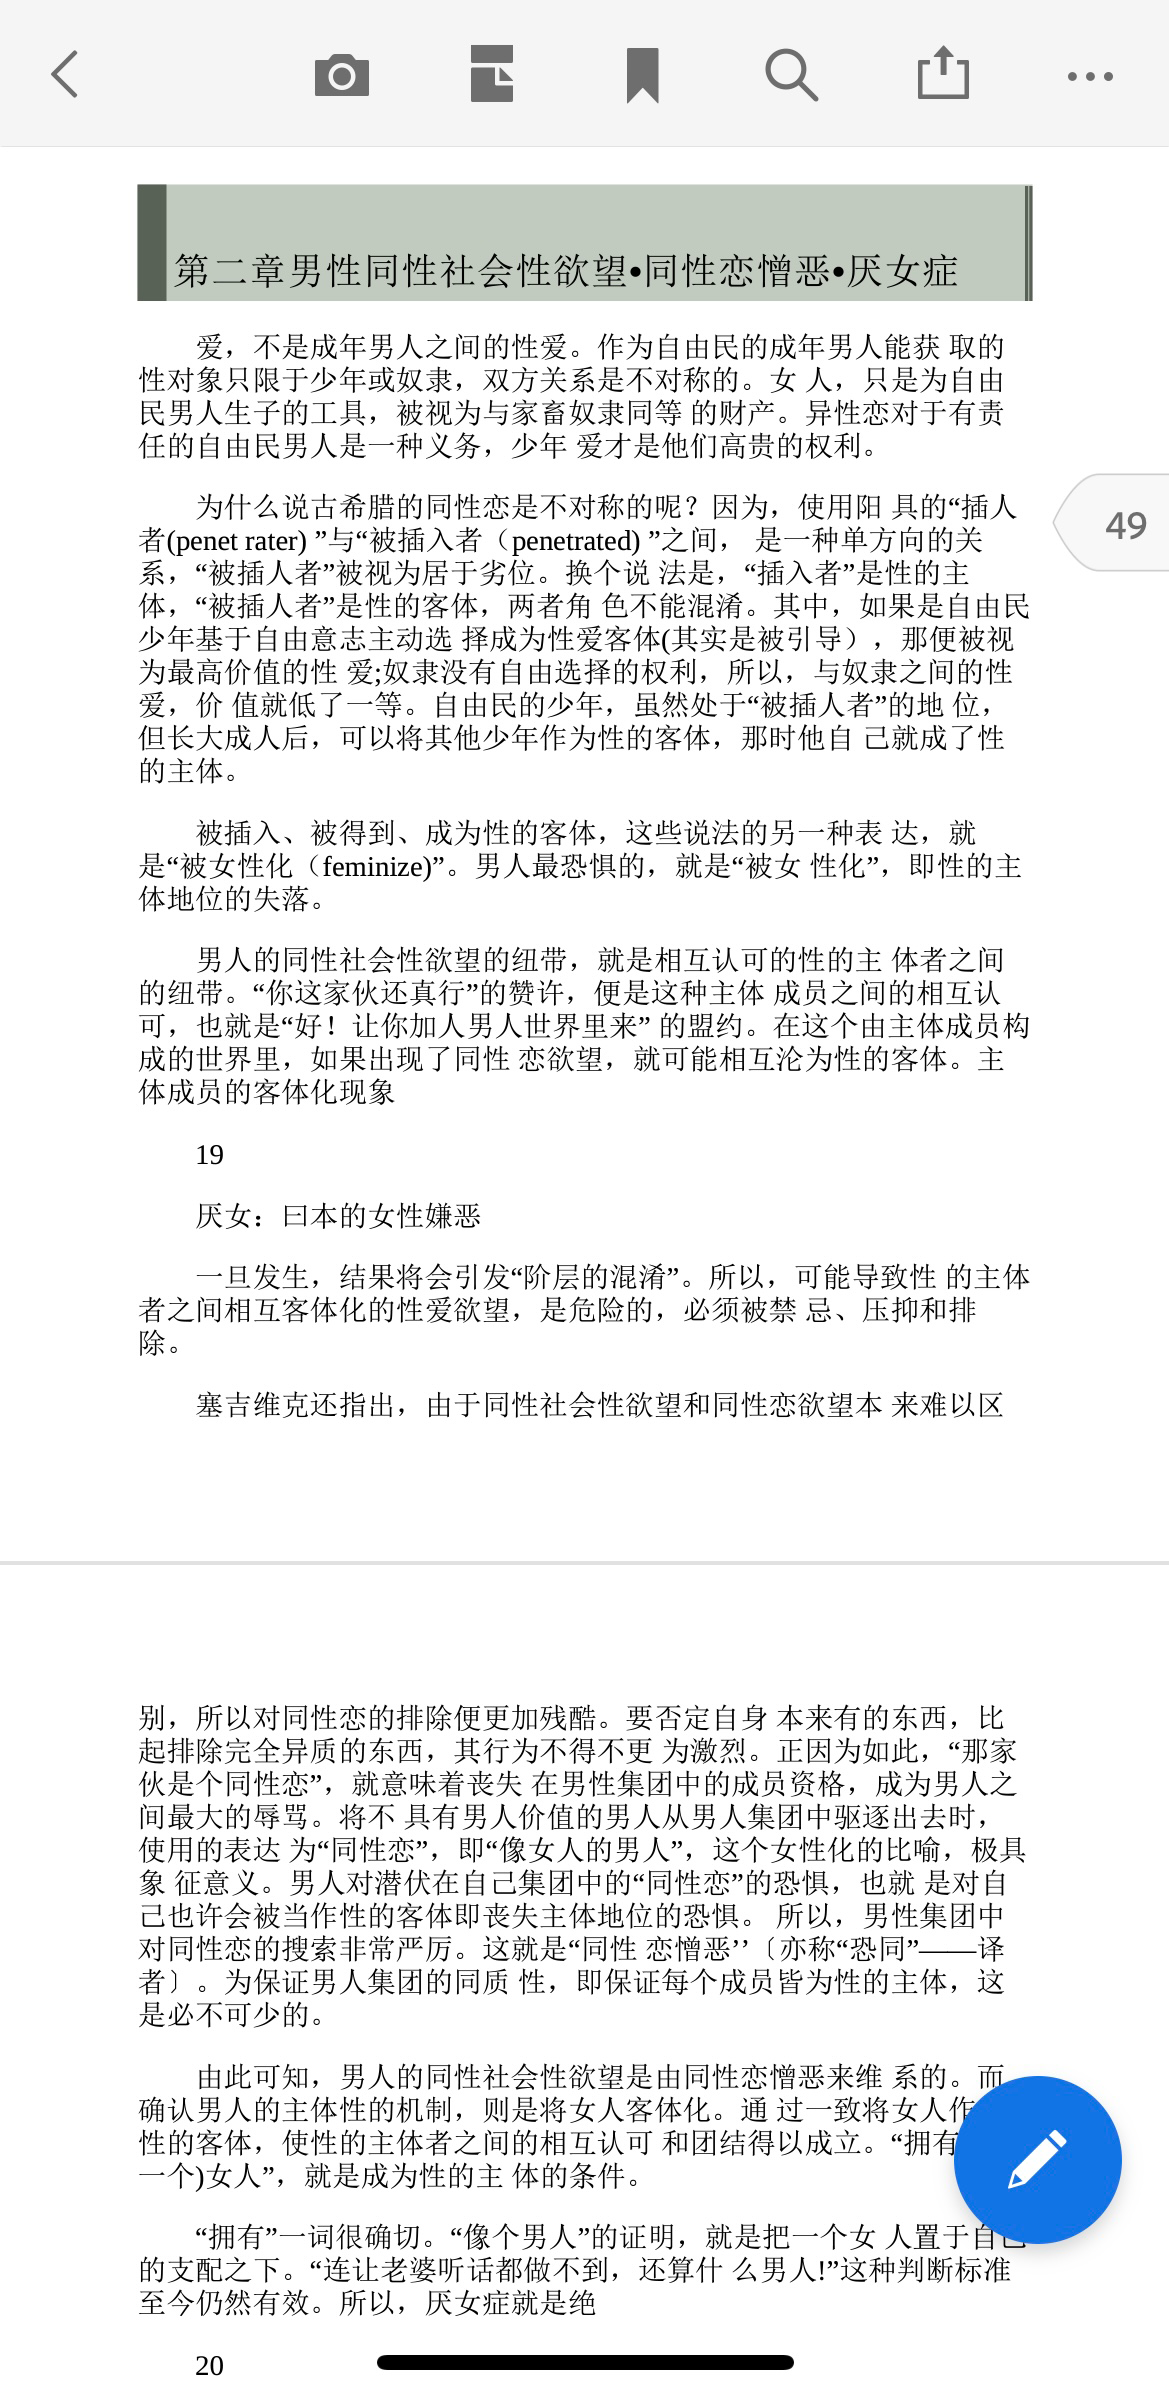 第二章男性同性社会性欲望•同性恋憎恶•厌女症
爱，不是成年男人之间的性爱。作为自由民的成年男人能获 取的
性对象只限于少年或奴隶，双方关系是不对称的。女 人，只是为自由
民男人生子的工具，被视为与家畜奴隶同等 的财产。异性恋对于有责
任的自由民男人是一种义务，少年 爱才是他们高贵的权利。
49
为什么说古希腊的同性恋是不对称的呢？因为，使用阳 具的“插人
者(penet rater) ”与“被插入者（penetrated) ”之间， 是一种单方向的关
系，“被插人者”被视为居于劣位。换个说 法是，“插入者”是性的主
体，“被插人者”是性的客体，两者角 色不能混淆。其中，如果是自由民
少年基于自由意志主动选 择成为性爱客体(其实是被引导），那便被视
为最高价值的性 爱;奴隶没有自由选择的权利，所以，与奴隶之间的性
爱，价 值就低了一等。自由民的少年，虽然处于“被插人者”的地 位，
但长大成人后，可以将其他少年作为性的客体，那时他自 己就成了性
的主体。
被插入、被得到、成为性的客体，这些说法的另一种表 达，就
是“被女性化（feminize)”。男人最恐惧的，就是“被女 性化”，即性的主
体地位的失落。
男人的同性社会性欲望的纽带，就是相互认可的性的主 体者之间
的纽带。“你这家伙还真行”的赞许，便是这种主体 成员之间的相互认
可，也就是“好！让你加人男人世界里来” 的盟约。在这个由主体成员构
成的世界里，如果出现了同性 恋欲望，就可能相互沦为性的客体。主
体成员的客体化现象
19
厌女：曰本的女性嫌恶
一旦发生，结果将会引发“阶层的混淆”。所以，可能导致性 的主体
者之间相互客体化的性爱欲望，是危险的，必须被禁 忌、压抑和排
除。
塞吉维克还指出，由于同性社会性欲望和同性恋欲望本 来难以区
别，所以对同性恋的排除便更加残酷。要否定自身 本来有的东西，比
起排除完全异质的东西，其行为不得不更 为激烈。正因为如此，“那家
伙是个同性恋”，就意味着丧失 在男性集团中的成员资格，成为男人之
间最大的辱骂。将不 具有男人价值的男人从男人集团中驱逐出去时，
使用的表达 为“同性恋”，即“像女人的男人”，这个女性化的比喻，极具
象 征意义。男人对潜伏在自己集团中的“同性恋”的恐惧，也就 是对自
己也许会被当作性的客体即丧失主体地位的恐惧。 所以，男性集团中
对同性恋的搜索非常严厉。这就是“同性 恋憎恶’’〔亦称“恐同”——译
者〕。为保证男人集团的同质 性，即保证每个成员皆为性的主体，这
是必不可少的。
由此可知，男人的同性社会性欲望是由同性恋憎恶来维 系的。而
确认男人的主体性的机制，则是将女人客体化。通 过一致将女人作
性的客体，使性的主体者之间的相互认可 和团结得以成立。“拥有
一个)女人”，就是成为性的主 体的条件。
“拥有”一词很确切。“像个男人”的证明，就是把一个女 人置于自己
的支配之下。“连让老婆听话都做不到，还算什 么男人!”这种判断标准
至今仍然有效。所以，厌女症就是绝
20